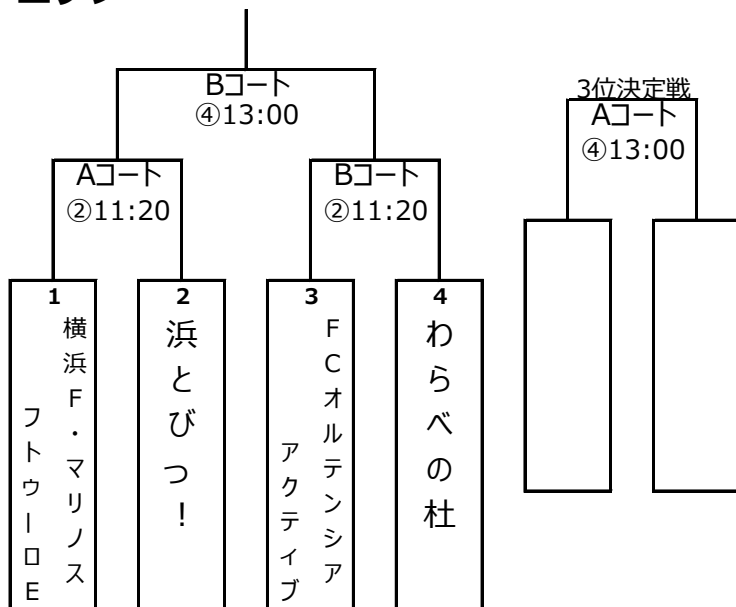 Bコート
④13:00
3位決定戦
Aコート
④13:00
Aコート
②11:20
Bコート
②11:20
1
横浜F・マリノス
フトゥーロE
2
浜とびつ!
3
FCオルテンシア
アクティブ
4
わらべの杜